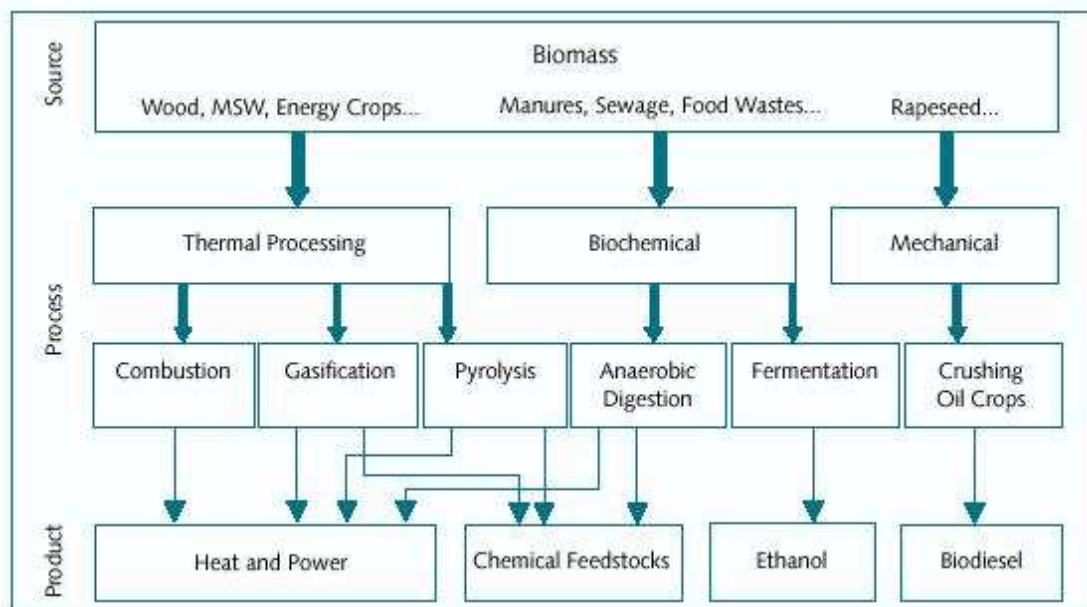 Source
Biomass
Wood, MSW, Energy Crops...
Manures, Sewage, Food Wastes...
Rapeseed...
Process
Thermal Processing
Biochemical
Mechanical
Combustion
Gasification
Pyrolysis
Anaerobic
Digestion
Fermentation
Crushing
Oil Crops
Product
Heat and Power
Chemical Feedstocks
Ethanol
Biodiesel